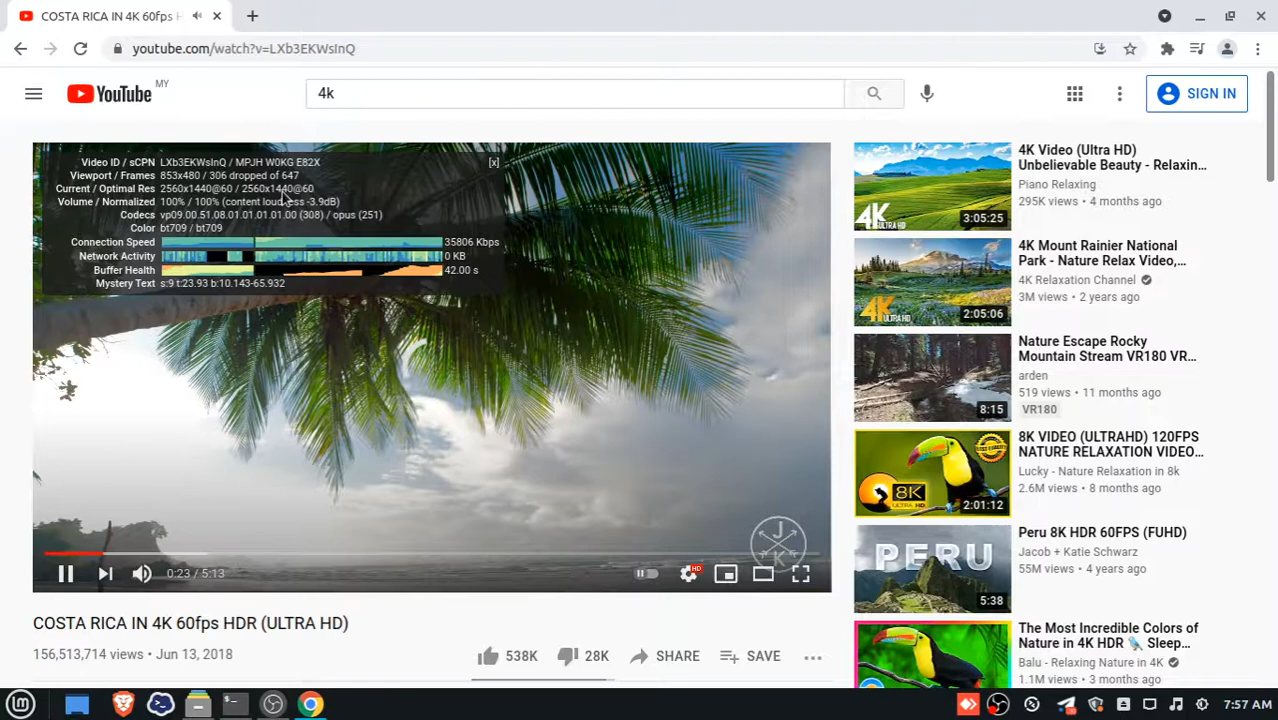 COSTA RICA IN 4K 60fps H
youtube.com/watch?v=LXb3EKWsInQ
YouTube MY
4k
SIGN IN
Video ID / sCPN LXb3EKWsInQ / MPJH W0KG E82X [x]
Viewport / Frames 853x480 / 306 dropped of 647
Current / Optimal Res 2560x1440@60 / 2560x1440@60
Volume / Normalized 100% / 100% (content loudness -3.9dB)
Codecs vp09.00.51.08.01.01.01.01.00 (308) / opus (251)
Color bt709 / bt709
Connection Speed 35806 Kbps
Network Activity 0 KB
Buffer Health 42.00 s
Mystery Text s:9 t:23.93 b:10.143-65.932
J K
0:23 / 5:13
HD
COSTA RICA IN 4K 60fps HDR (ULTRA HD)
156,513,714 views • Jun 13, 2018
538K
28K
SHARE
SAVE
4K
3:05:25
4K Video (Ultra HD)
Unbelievable Beauty - Relaxin...
Piano Relaxing
295K views • 4 months ago
4K ULTRA HD
2:05:06
4K Mount Rainier National
Park - Nature Relax Video,...
4K Relaxation Channel
3M views • 2 years ago
8:15
Nature Escape Rocky
Mountain Stream VR180 VR...
arden
519 views • 11 months ago
VR180
8K
2:01:12
8K VIDEO (ULTRAHD) 120FPS
NATURE RELAXATION VIDEO...
Lucky - Nature Relaxation in 8k
2.6M views • 8 months ago
PERU
5:38
Peru 8K HDR 60FPS (FUHD)
Jacob + Katie Schwarz
55M views • 4 years ago
The Most Incredible Colors of
Nature in 4K HDR 🦜 Sleep...
Balu - Relaxing Nature in 4K
1.1M views • 3 months ago
7:57 AM